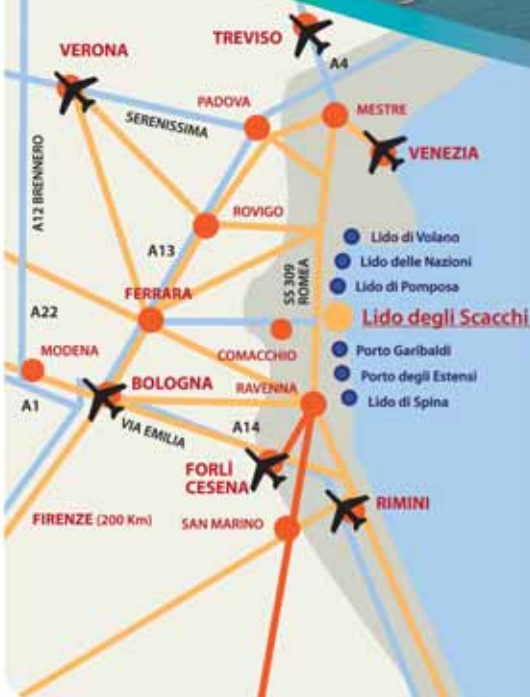 TREVISO
VERONA
A4
PADOVA
MESTRE
SERENISSIMA
VENEZIA
A12 BRENNERO
ROVIGO
Lido di Volano
A13
Lido delle Nazioni
SS 309
ROMEA
Lido di Pomposa
FERRARA
A22
Lido degli Scacchi
COMACCHIO
Porto Garibaldi
MODENA
BOLOGNA
RAVENNA
Porto degli Estensi
A1
Lido di Spina
VIA EMILIA
A14
FORLÌ
CESENA
RIMINI
FIRENZE (200 Km)
SAN MARINO